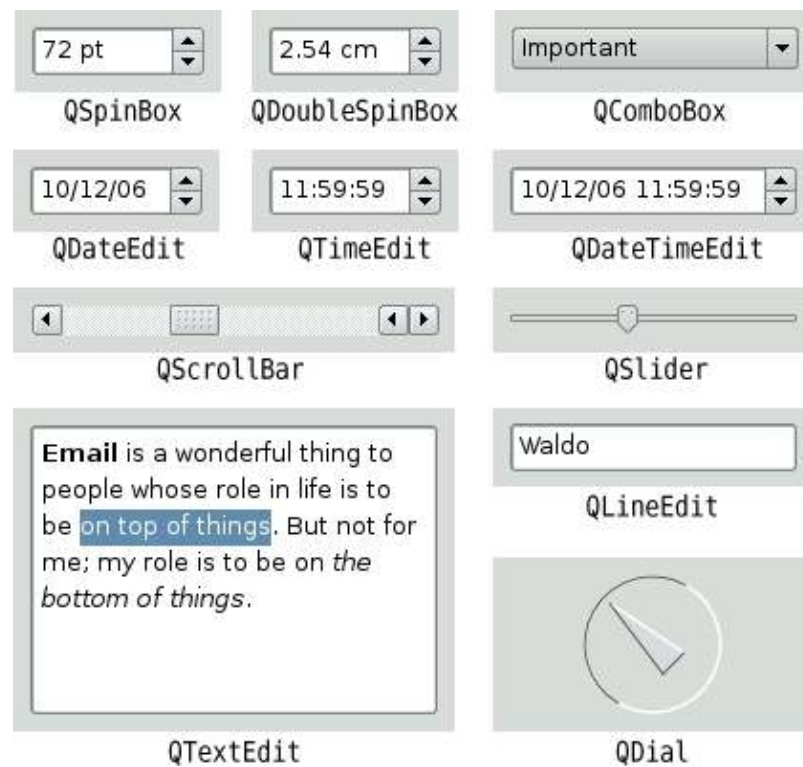 72 pt
2.54 cm
Important
QSpinBox
QDoubleSpinBox
QComboBox
10/12/06
11:59:59
10/12/06 11:59:59
QDateEdit
QTimeEdit
QDateTimeEdit
QScrollBar
QSlider
Email is a wonderful thing to
people whose role in life is to
be on top of things. But not for
me; my role is to be on the
bottom of things.
QTextEdit
Waldo
QLineEdit
QDial